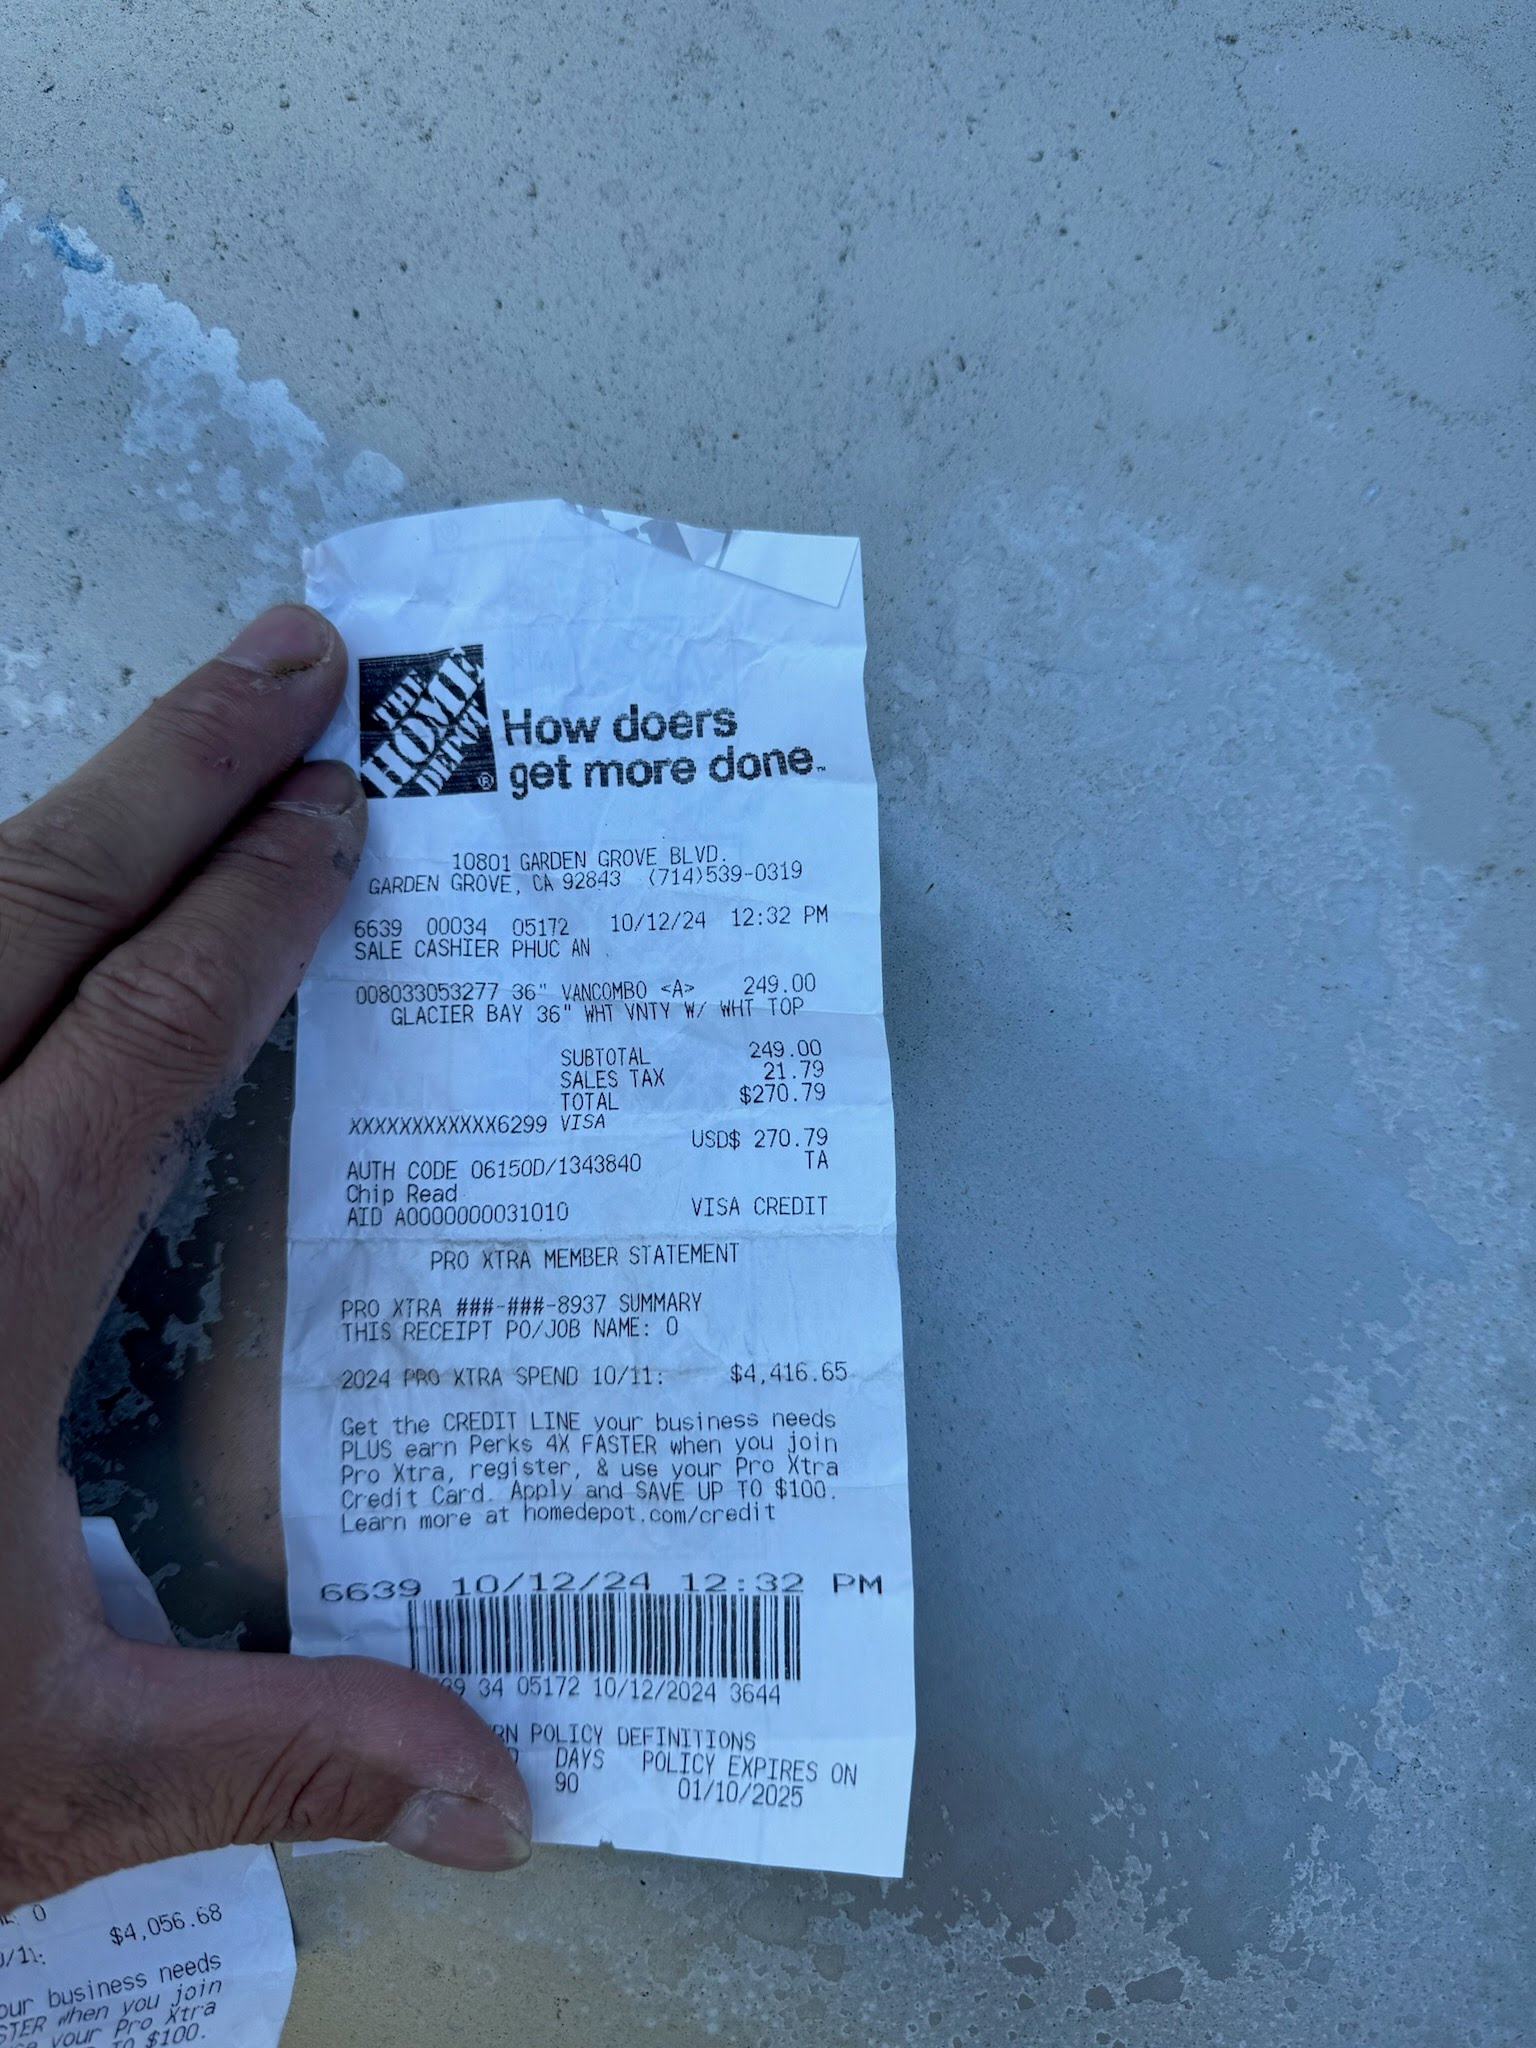 THE
HOME
DEPOT
®
How doers
get more done.™
10801 GARDEN GROVE BLVD.
GARDEN GROVE, CA 92843 (714)539-0319
6639 00034 05172 10/12/24 12:32 PM
SALE CASHIER PHUC AN
008033053277 36" VANCOMBO <A> 249.00
GLACIER BAY 36" WHT VNTY W/ WHT TOP
SUBTOTAL 249.00
SALES TAX 21.79
TOTAL $270.79
XXXXXXXXXXXX6299 VISA
USD$ 270.79
AUTH CODE 06150D/1343840 TA
Chip Read
AID A0000000031010 VISA CREDIT
PRO XTRA MEMBER STATEMENT
PRO XTRA ###-###-8937 SUMMARY
THIS RECEIPT PO/JOB NAME: 0
2024 PRO XTRA SPEND 10/11: $4,416.65
Get the CREDIT LINE your business needs
PLUS earn Perks 4X FASTER when you join
Pro Xtra, register, & use your Pro Xtra
Credit Card. Apply and SAVE UP TO $100.
Learn more at homedepot.com/credit
6639 10/12/24 12:32 PM
34 05172 10/12/2024 3644
POLICY DEFINITIONS
DAYS POLICY EXPIRES ON
90 01/10/2025
0
$4,056.68
business needs
when you join
your Pro Xtra
$100.